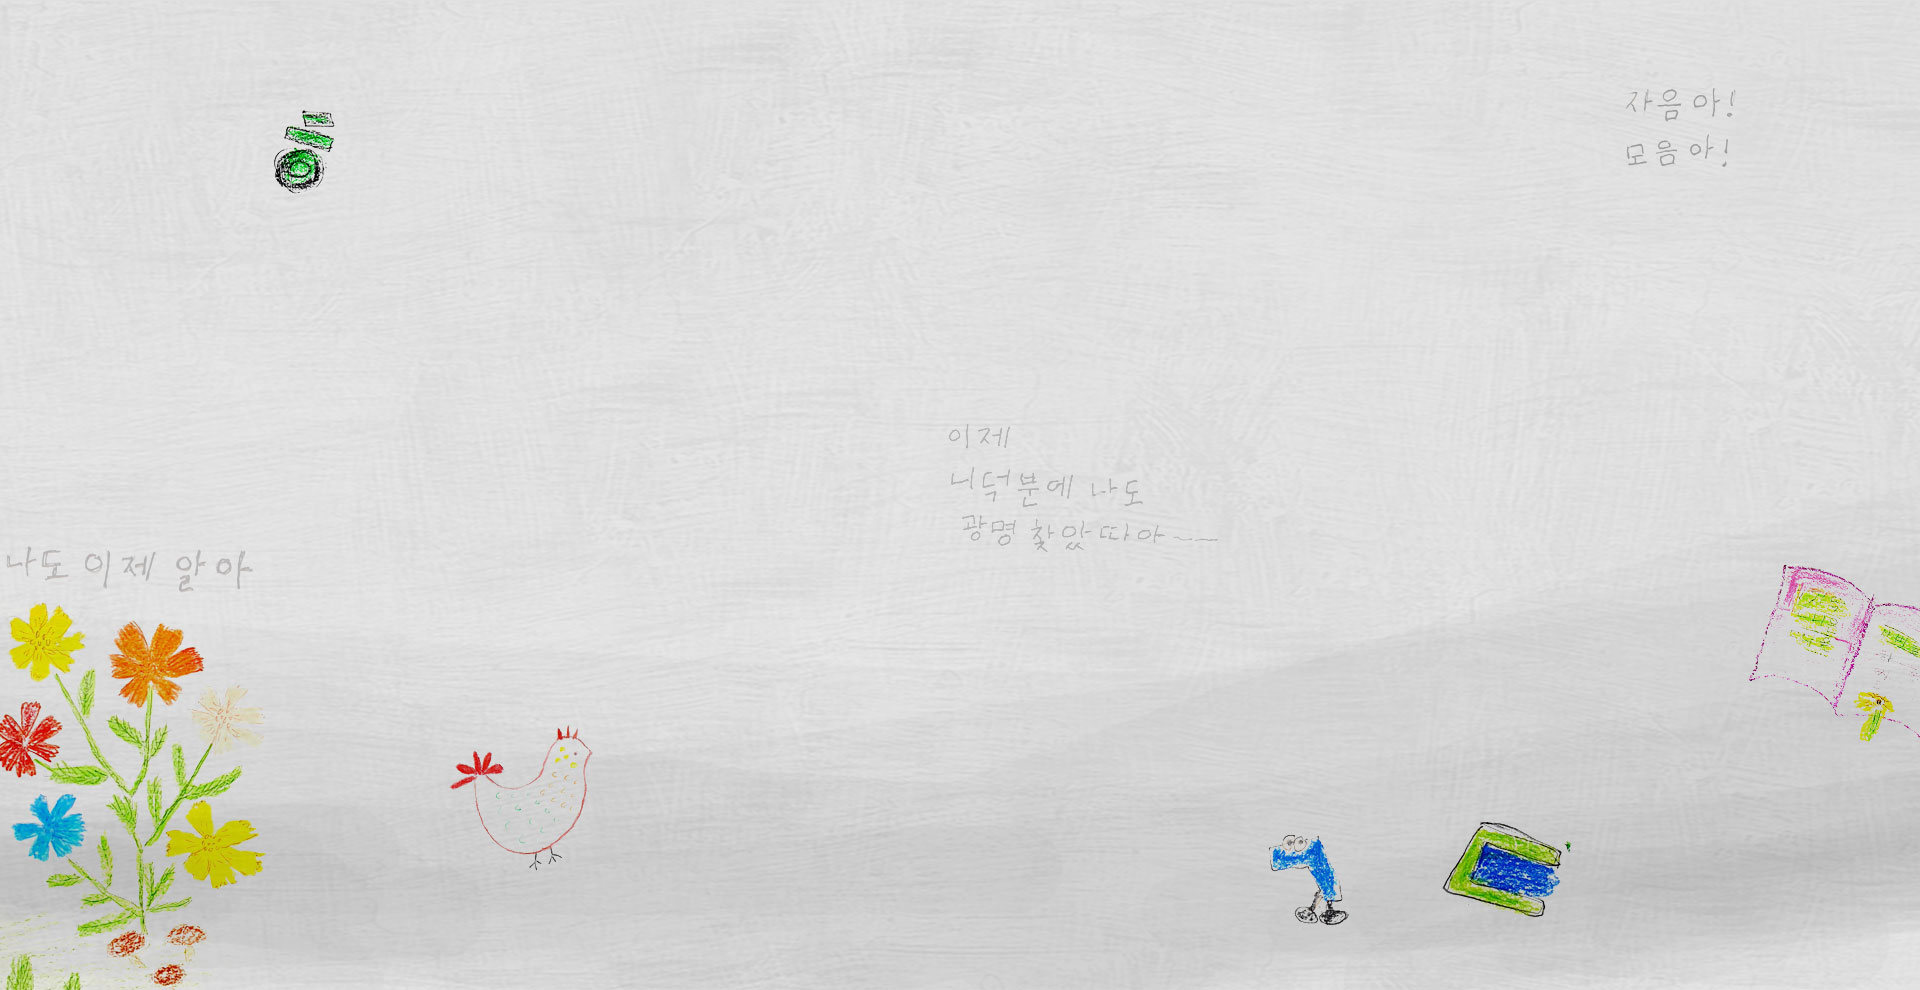 자음아!
모음아!
이제
니덕분에 나도
광명 찾았따아~~
나도 이제 알아